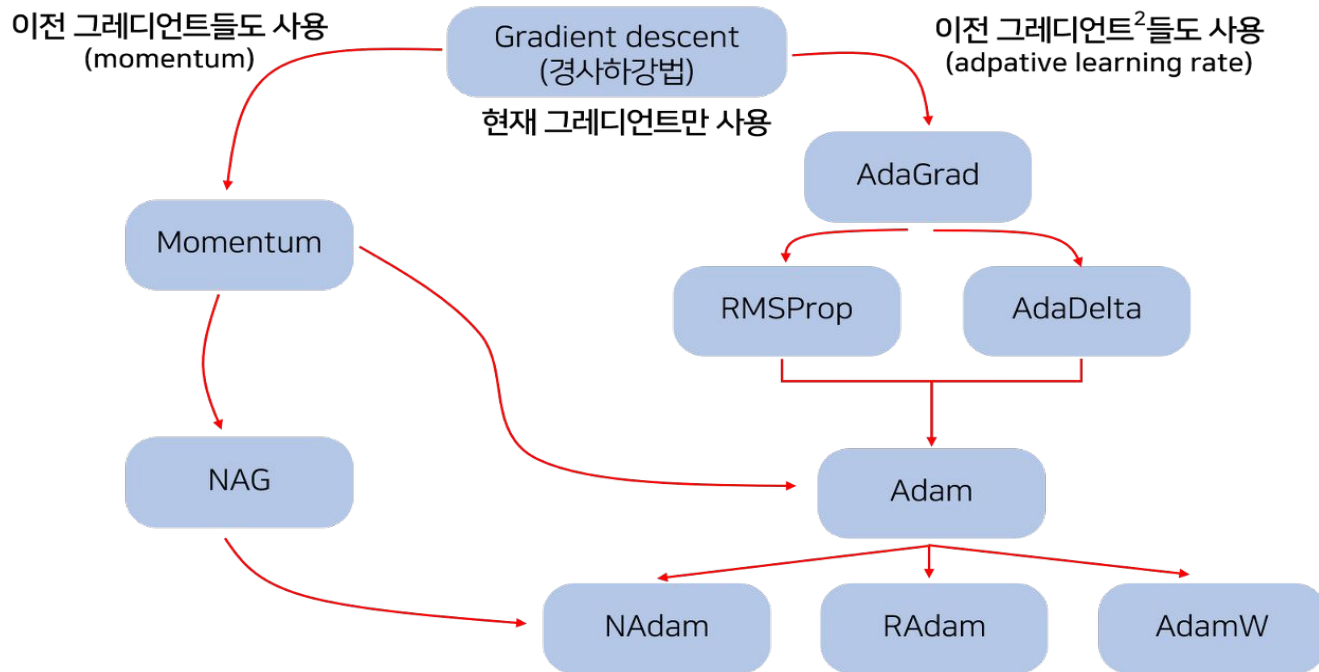 이전 그레디언트들도 사용
(momentum)
Gradient descent
(경사하강법)
현재 그레디언트만 사용
이전 그레디언트²들도 사용
(adpative learning rate)
AdaGrad
Momentum
RMSProp
AdaDelta
NAG
Adam
NAdam
RAdam
AdamW